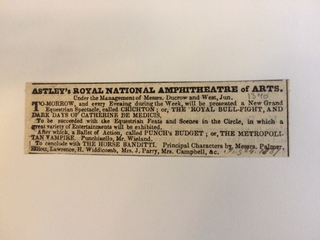 ASTLEY'S ROYAL NATIONAL AMPHITHEATRE of ARTS.
Under the Management of Messrs. Ducrow and West, Jun.
TO-MORROW, and every Evening during the Week, will be presented a New Grand
Equestrian Spectacle, called CRICHTON; or, THE ROYAL BULL-FIGHT, AND
DARK DAYS OF CATHERINE DE MEDICIS.
To be succeeded with the Equestrian Feats and Scenes in the Circle, in which a
great variety of Entertainments will be exhibited.
After which, a Ballet of Action, called PUNCH'S BUDGET; or, THE METROPOLI-
TAN VAMPIRE. Punchisello, Mr. Wieland.
To conclude with THE HORSE BANDITTI. Principal Characters by Messrs. Palmer,
Elliott, Lawrence, H. Widdicomb, Mrs. J. Parry, Mrs. Campbell, &c.